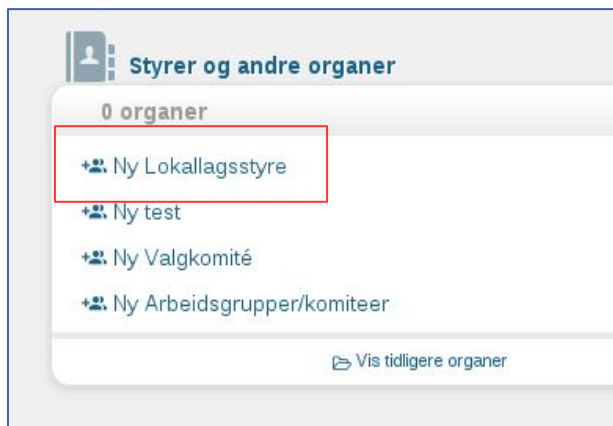 Styrer og andre organer
0 organer
Ny Lokallagsstyre
Ny test
Ny Valgkomité
Ny Arbeidsgrupper/komiteer
Vis tidligere organer